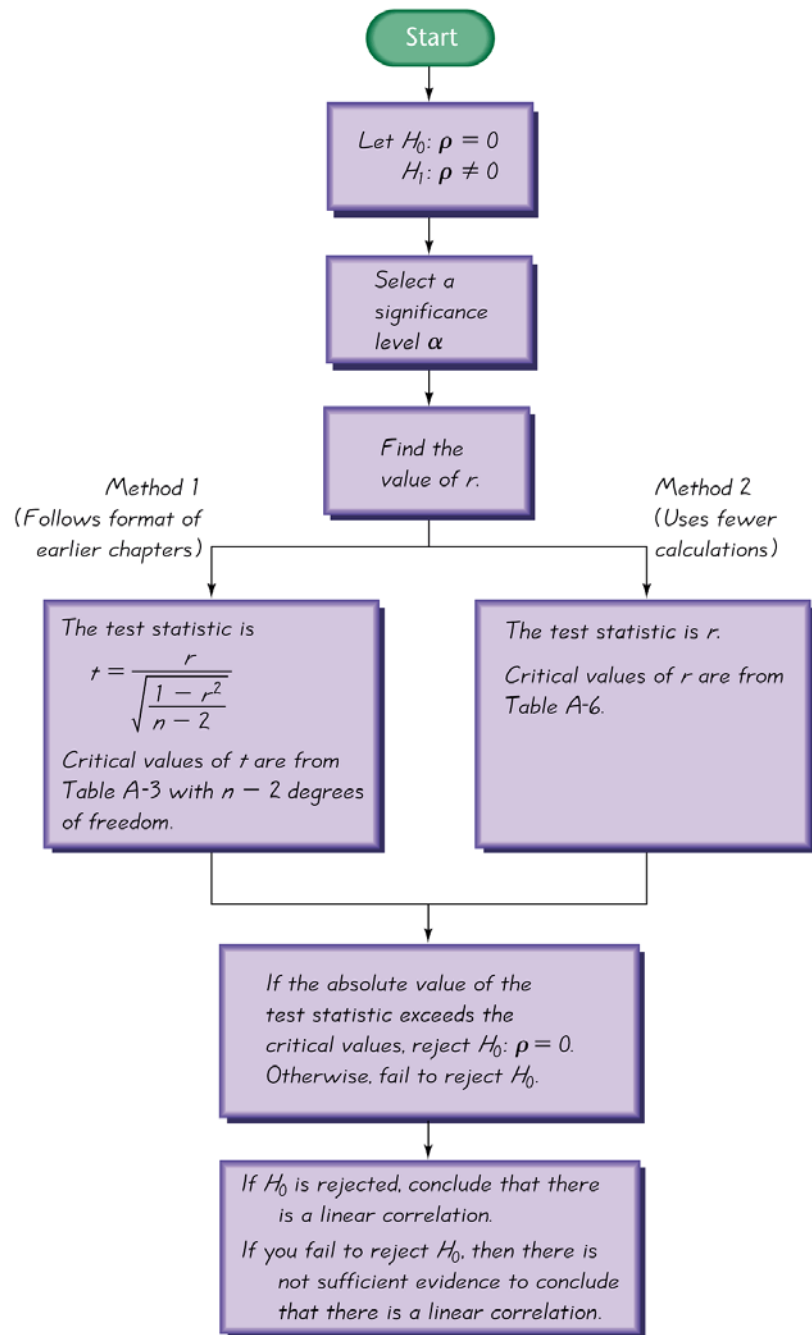 Start
Let H₀: ρ = 0
H₁: ρ ≠ 0
Select a
significance
level α
Find the
value of r.
Method 1
(Follows format of
earlier chapters)
Method 2
(Uses fewer
calculations)
The test statistic is
t = r / √((1 − r²) / (n − 2))
Critical values of t are from
Table A-3 with n − 2 degrees
of freedom.
The test statistic is r.
Critical values of r are from
Table A-6.
If the absolute value of the
test statistic exceeds the
critical values, reject H₀: ρ = 0.
Otherwise, fail to reject H₀.
If H₀ is rejected, conclude that there
is a linear correlation.
If you fail to reject H₀, then there is
not sufficient evidence to conclude
that there is a linear correlation.